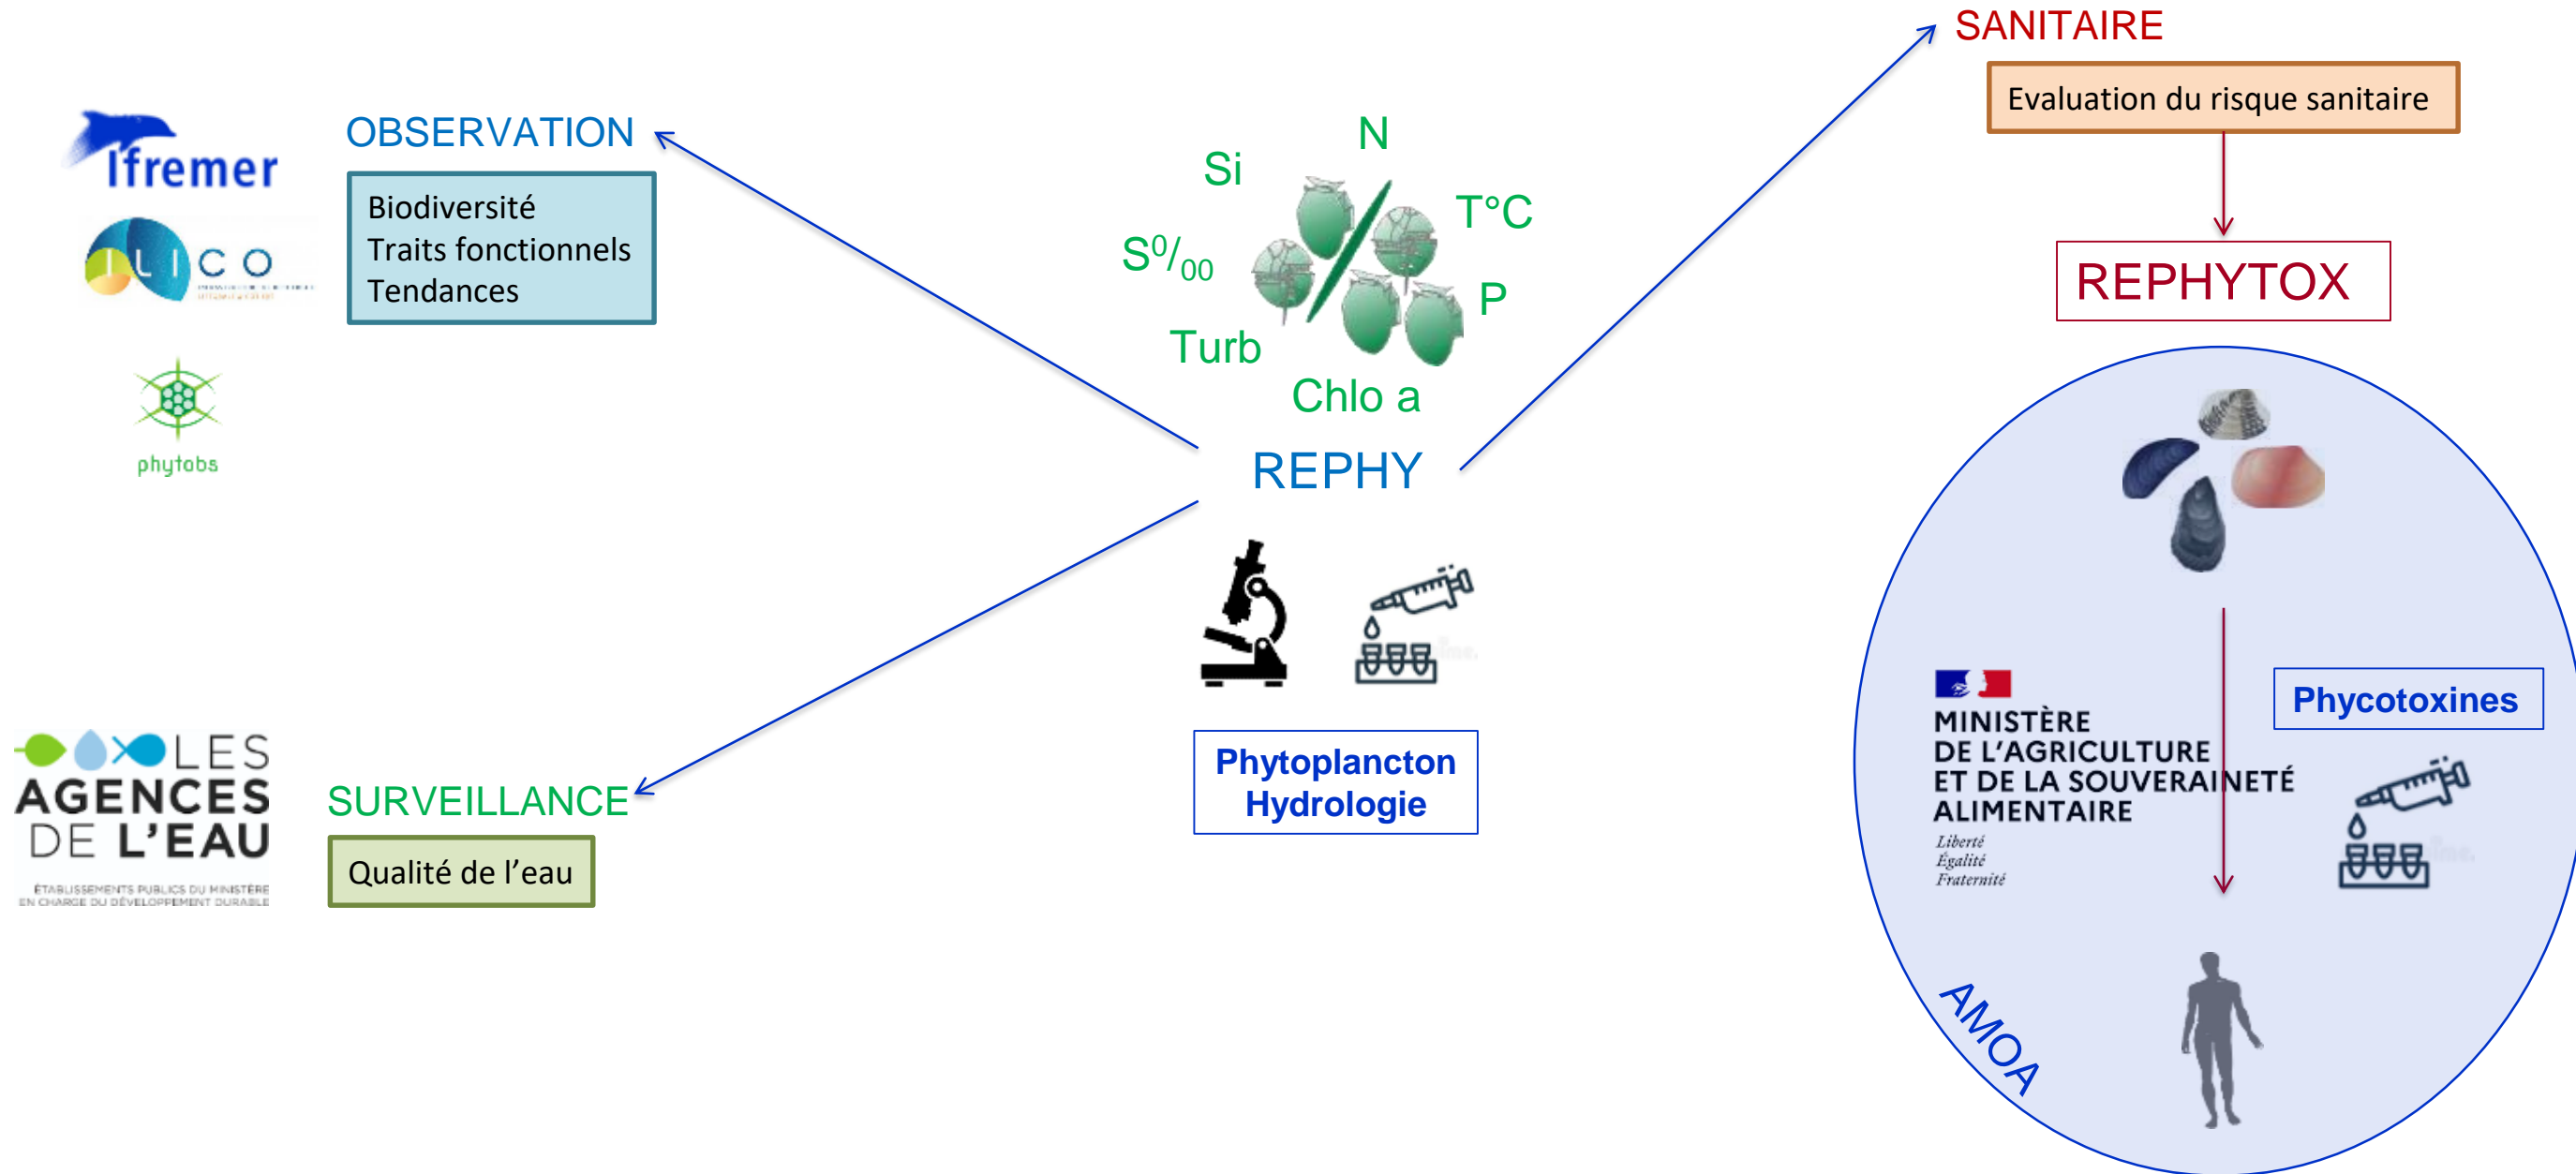 SANITAIRE
Evaluation du risque sanitaire
REPHYTOX
Ifremer
ILICO
phytobs
OBSERVATION
Biodiversité
Traits fonctionnels
Tendances
N
Si
T°C
S⁰/₀₀
P
Turb
Chlo a
REPHY
Phytoplancton
Hydrologie
LES
AGENCES
DE L'EAU
ÉTABLISSEMENTS PUBLICS DU MINISTÈRE
EN CHARGE DU DÉVELOPPEMENT DURABLE
SURVEILLANCE
Qualité de l’eau
MINISTÈRE
DE L'AGRICULTURE
ET DE LA SOUVERAINETÉ
ALIMENTAIRE
Liberté
Égalité
Fraternité
Phycotoxines
AMOA